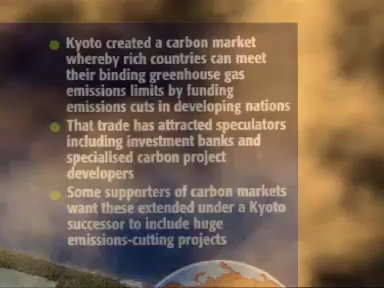 Kyoto created a carbon market
whereby rich countries can meet
their binding greenhouse gas
emissions limits by funding
emissions cuts in developing nations
That trade has attracted speculators
including investment banks and
specialised carbon project
developers
Some supporters of carbon markets
want these extended under a Kyoto
successor to include huge
emissions-cutting projects